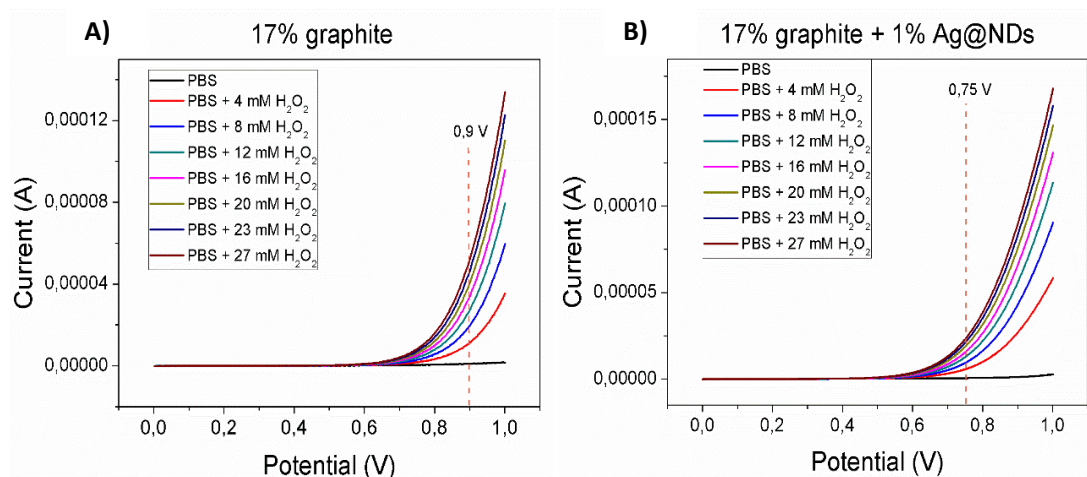 A)
17% graphite
PBS
PBS + 4 mM H₂O₂
PBS + 8 mM H₂O₂
PBS + 12 mM H₂O₂
PBS + 16 mM H₂O₂
PBS + 20 mM H₂O₂
PBS + 23 mM H₂O₂
PBS + 27 mM H₂O₂
0,9 V
0,00012
0,00008
0,00004
0,00000
Current (A)
0,0 0,2 0,4 0,6 0,8 1,0
Potential (V)
B)
17% graphite + 1% Ag@NDs
PBS
PBS + 4 mM H₂O₂
PBS + 8 mM H₂O₂
PBS + 12 mM H₂O₂
PBS + 16 mM H₂O₂
PBS + 20 mM H₂O₂
PBS + 23 mM H₂O₂
PBS + 27 mM H₂O₂
0,75 V
0,00015
0,00010
0,00005
0,00000
Current (A)
0,0 0,2 0,4 0,6 0,8 1,0
Potential (V)